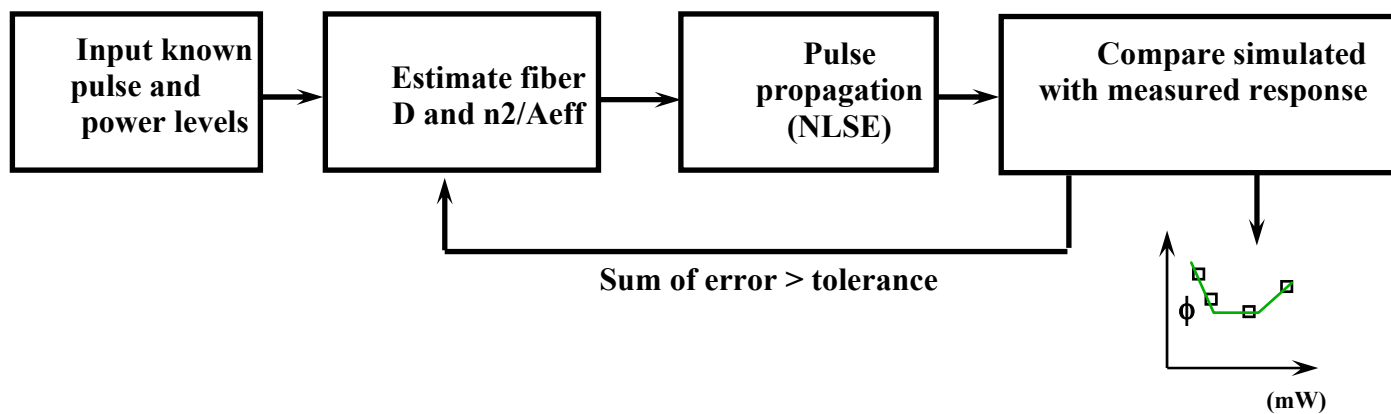 Input known
pulse and
power levels
Estimate fiber
D and n2/Aeff
Pulse
propagation
(NLSE)
Compare simulated
with measured response
Sum of error > tolerance
ϕ
(mW)